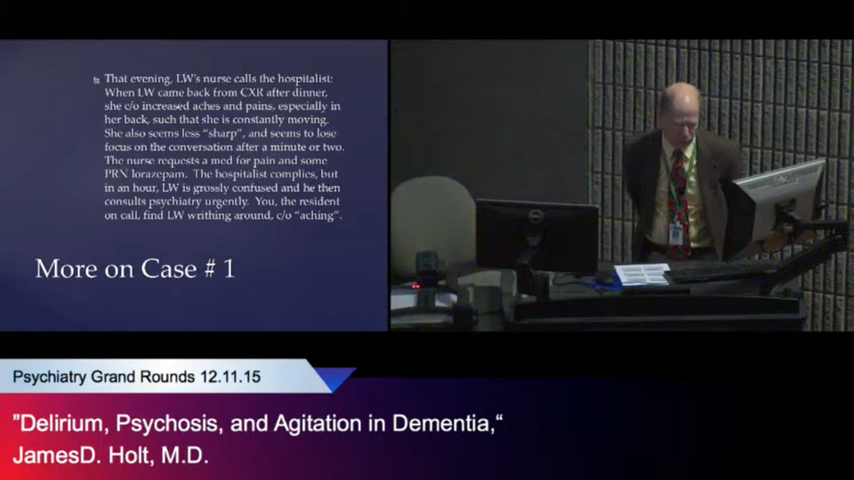 That evening, LW's nurse calls the hospitalist:
When LW came back from CXR after dinner,
she c/o increased aches and pains, especially in
her back, such that she is constantly moving.
She also seems less "sharp", and seems to lose
focus on the conversation after a minute or two.
The nurse requests a med for pain and some
PRN lorazepam. The hospitalist complies, but
in an hour, LW is grossly confused and he then
consults psychiatry urgently. You, the resident
on call, find LW writhing around, c/o "aching".
More on Case # 1
DELL
Psychiatry Grand Rounds 12.11.15
"Delirium, Psychosis, and Agitation in Dementia,“
JamesD. Holt, M.D.